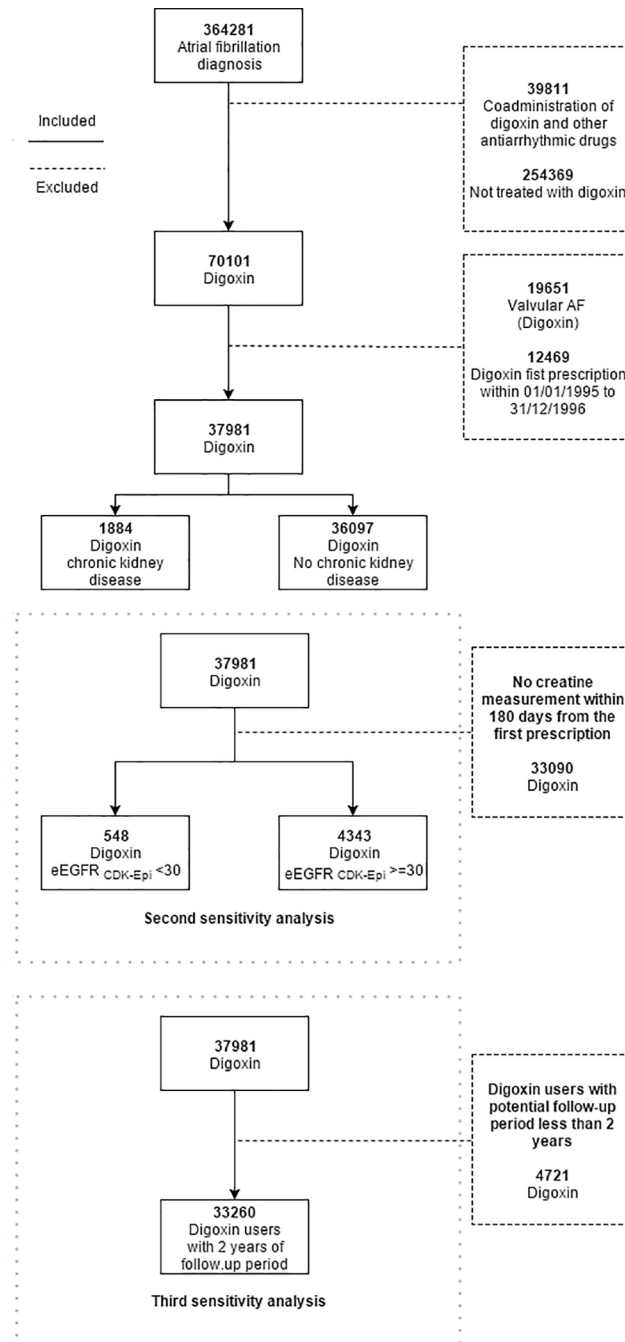 364281
Atrial fibrillation
diagnosis
Included
Excluded
39811
Coadministration of
digoxin and other
antiarrhythmic drugs
254369
Not treated with digoxin
70101
Digoxin
19651
Valvular AF
(Digoxin)
12469
Digoxin fist prescription
within 01/01/1995 to
31/12/1996
37981
Digoxin
1884
Digoxin
chronic kidney
disease
36097
Digoxin
No chronic kidney
disease
37981
Digoxin
No creatine
measurement within
180 days from the
first prescription
33090
Digoxin
548
Digoxin
eEGFR CDK-Epi <30
4343
Digoxin
eEGFR CDK-Epi >=30
Second sensitivity analysis
37981
Digoxin
Digoxin users with
potential follow-up
period less than 2
years
4721
Digoxin
33260
Digoxin users
with 2 years of
follow.up period
Third sensitivity analysis